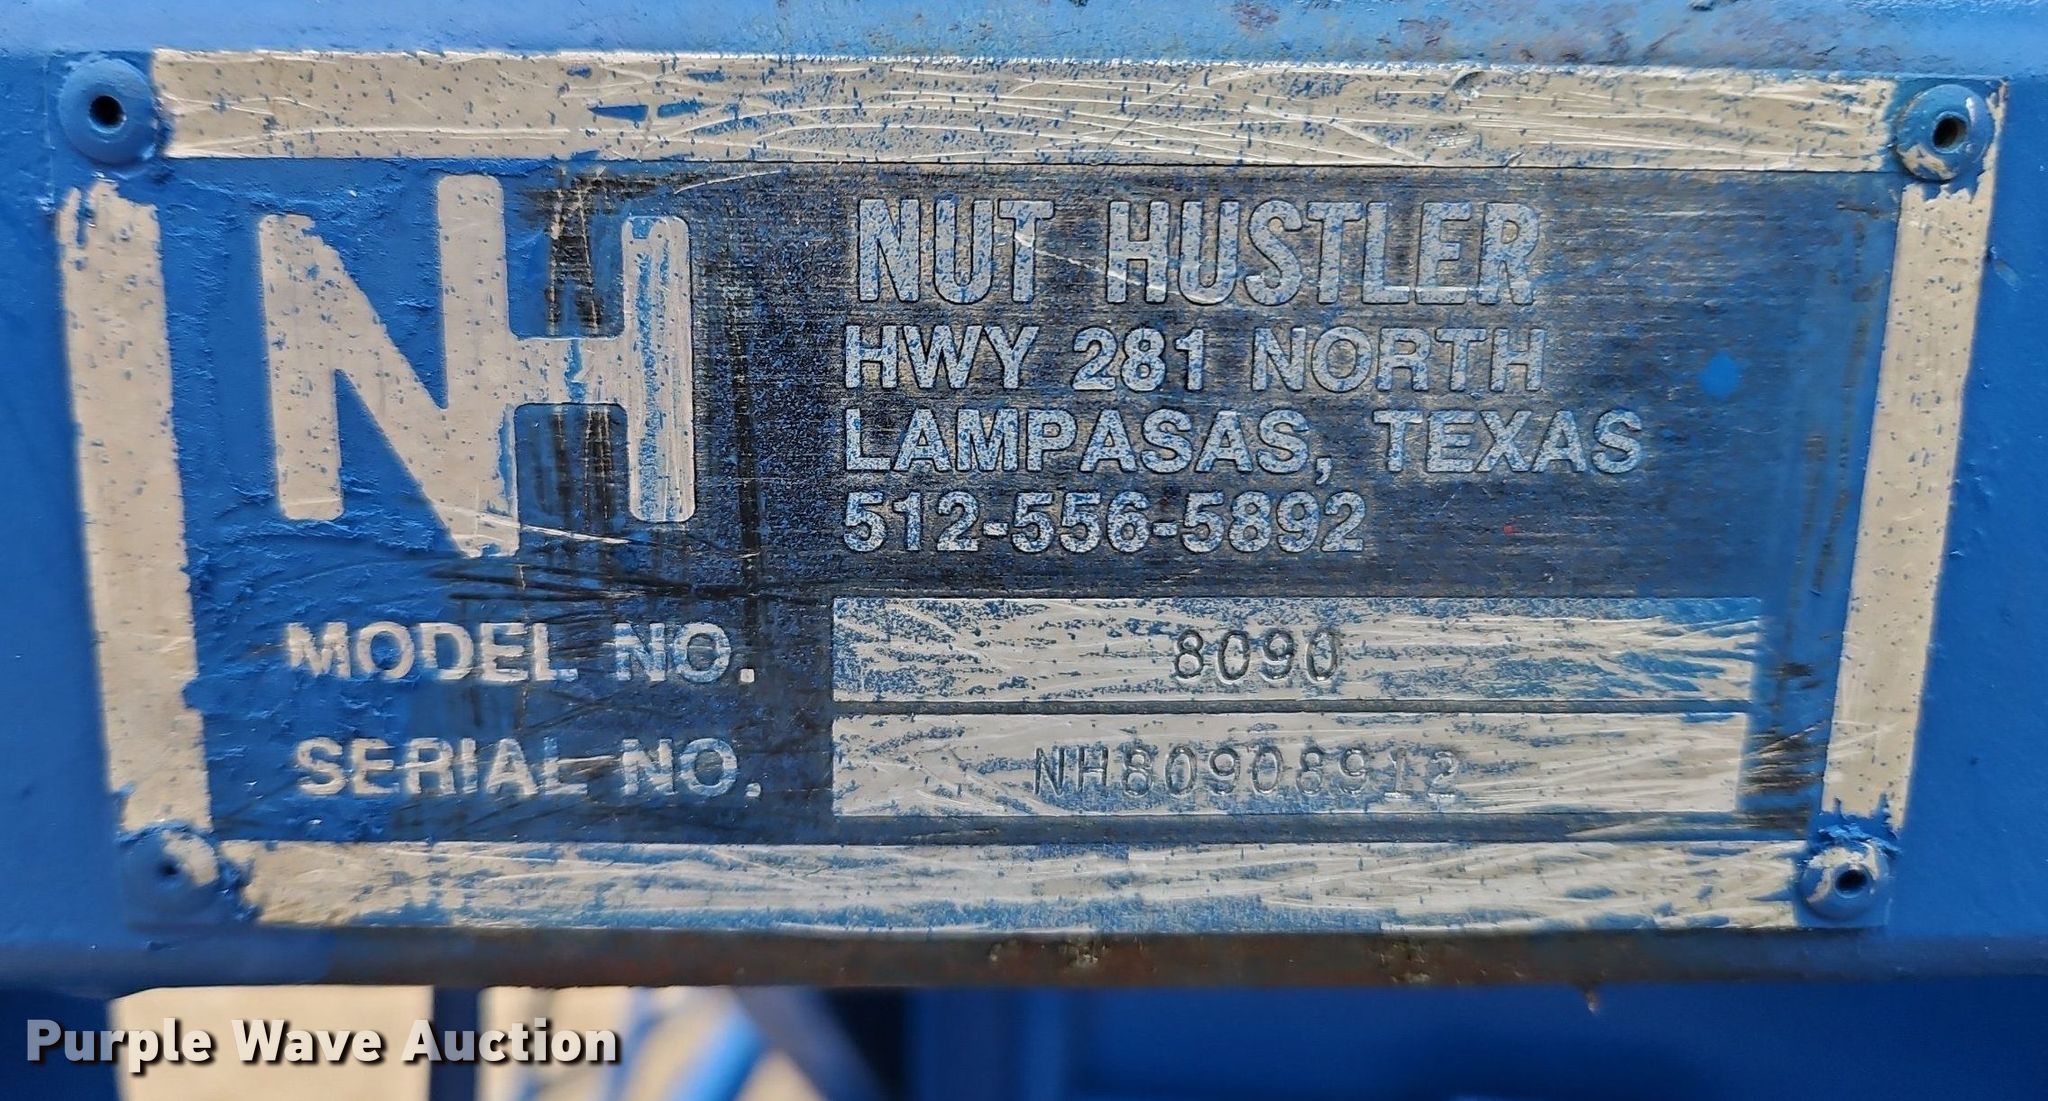 NH
NUT HUSTLER
HWY 281 NORTH
LAMPASAS, TEXAS
512-556-5892
MODEL NO. 8090
SERIAL NO. NH80908912
Purple Wave Auction